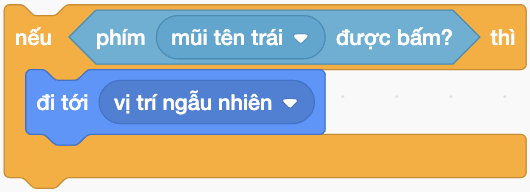 nếu phím mũi tên trái được bấm? thì
đi tới vị trí ngẫu nhiên